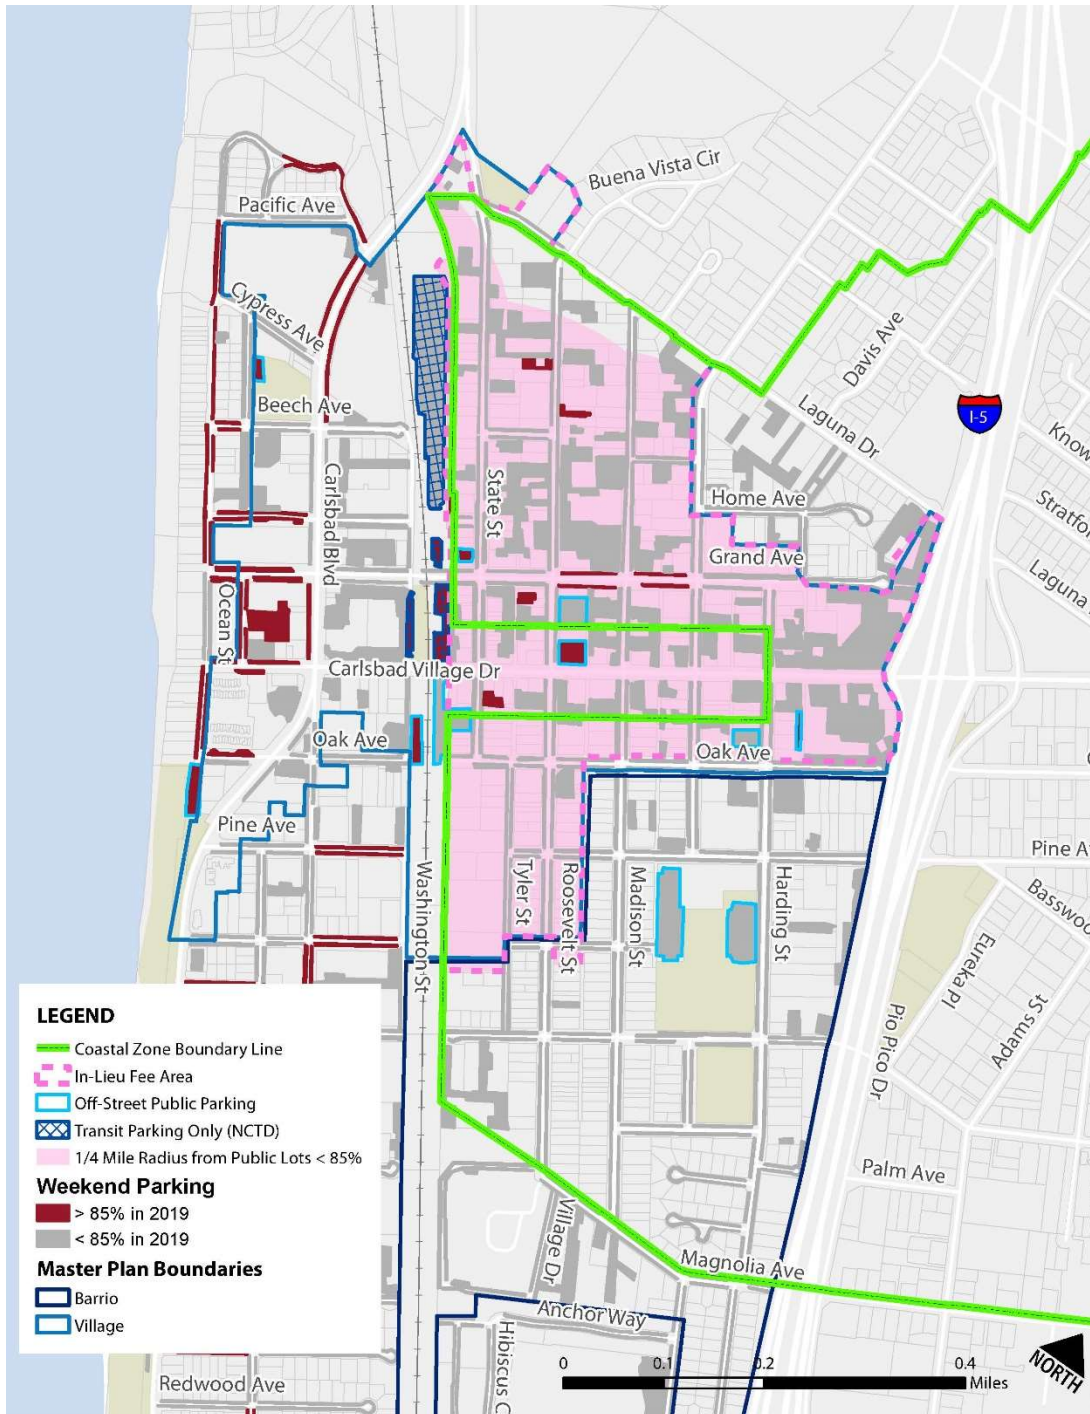 Buena Vista Cir
Pacific Ave
Cypress Ave
Davis Ave
Beech Ave
Laguna Dr
I-5
Know
Carlsbad Blvd
State St
Home Ave
Stratfor
Grand Ave
Laguna
Ocean St
Carlsbad Village Dr
Oak Ave
Oak Ave
Pine Ave
Pine A
Washington St
Tyler St
Roosevelt St
Madison St
Harding St
Basswoo
Eureka Pl
Adams St
Pio Pico Dr
Palm Ave
Village Dr
Magnolia Ave
Anchor Way
Hibiscus C
Redwood Ave
LEGEND
Coastal Zone Boundary Line
In-Lieu Fee Area
Off-Street Public Parking
Transit Parking Only (NCTD)
1/4 Mile Radius from Public Lots < 85%
Weekend Parking
> 85% in 2019
< 85% in 2019
Master Plan Boundaries
Barrio
Village
0 0.1 0.2 0.4
Miles
NORTH